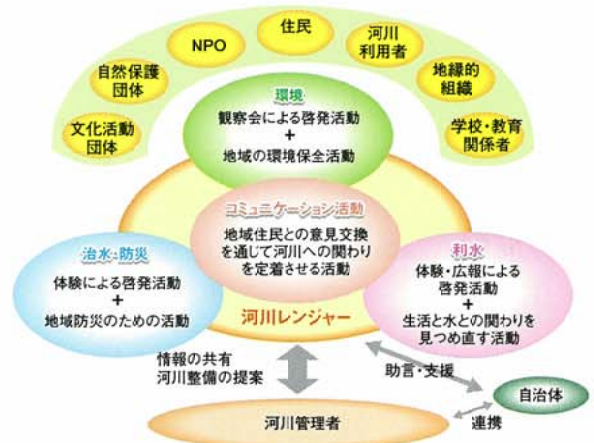 住民
NPO
河川
利用者
自然保護
団体
地縁的
組織
文化活動
団体
学校・教育
関係者
環境
観察会による啓発活動
+
地域の環境保全活動
コミュニケーション活動
地域住民との意見交換
を通じて河川への関わり
を定着させる活動
治水・防災
体験による啓発活動
+
地域防災のための活動
利水
体験・広報による
啓発活動
+
生活と水との関わりを
見つめ直す活動
河川レンジャー
情報の共有
河川整備の提案
助言・支援
自治体
河川管理者
連携